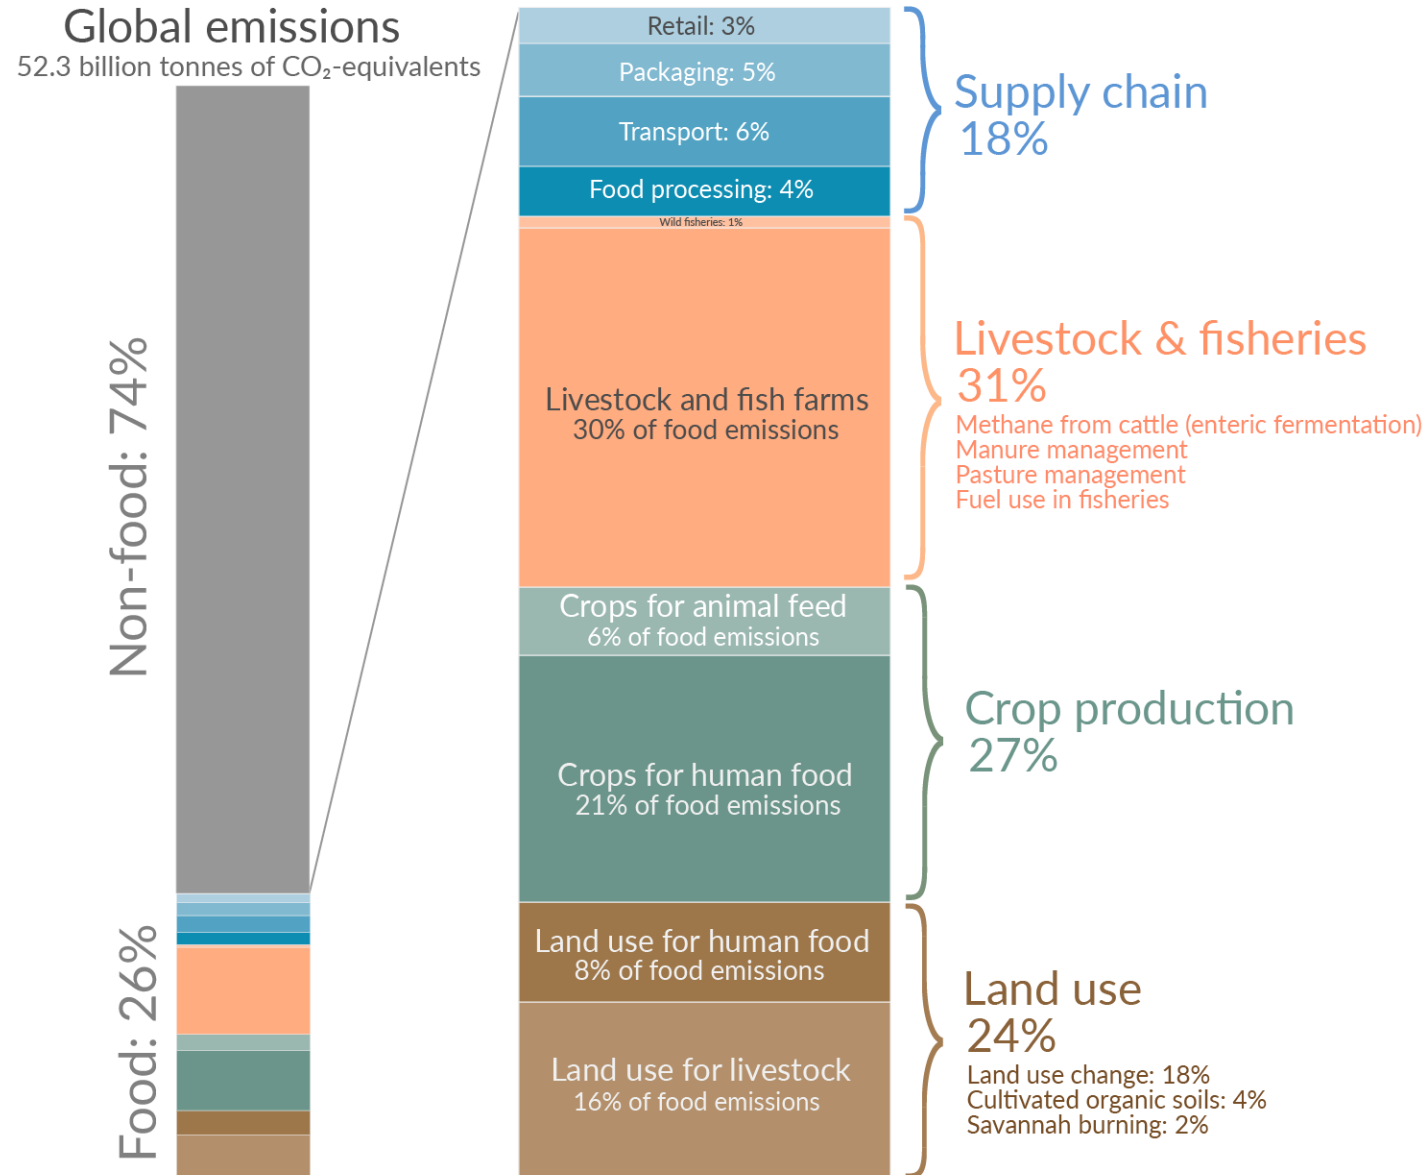 Global emissions
52.3 billion tonnes of CO₂-equivalents
Non-food: 74%
Food: 26%
Retail: 3%
Packaging: 5%
Transport: 6%
Food processing: 4%
Wild fisheries: 1%
Livestock and fish farms
30% of food emissions
Crops for animal feed
6% of food emissions
Crops for human food
21% of food emissions
Land use for human food
8% of food emissions
Land use for livestock
16% of food emissions
Supply chain
18%
Livestock & fisheries
31%
Methane from cattle (enteric fermentation)
Manure management
Pasture management
Fuel use in fisheries
Crop production
27%
Land use
24%
Land use change: 18%
Cultivated organic soils: 4%
Savannah burning: 2%